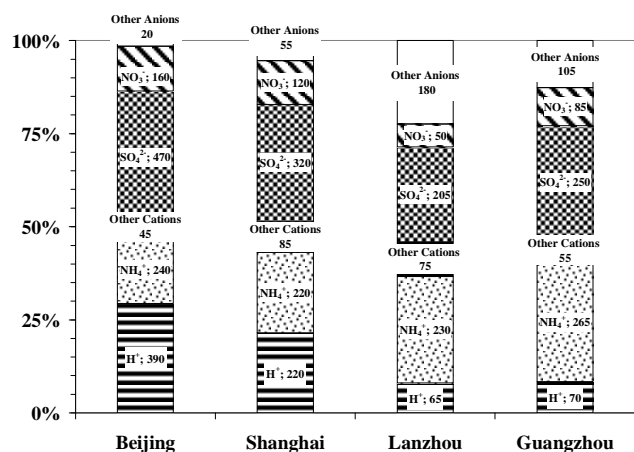 Other Anions
20
Other Anions
55
Other Anions
180
Other Anions
105
100%
75%
50%
25%
0%
NO₃⁻; 160
NO₃⁻; 120
NO₃⁻; 50
NO₃⁻; 85
SO₄²⁻; 470
SO₄²⁻; 320
SO₄²⁻; 205
SO₄²⁻; 250
Other Cations
45
Other Cations
85
Other Cations
75
Other Cations
55
NH₄⁺; 240
NH₄⁺; 220
NH₄⁺; 230
NH₄⁺; 265
H⁺; 390
H⁺; 220
H⁺; 65
H⁺; 70
Beijing
Shanghai
Lanzhou
Guangzhou